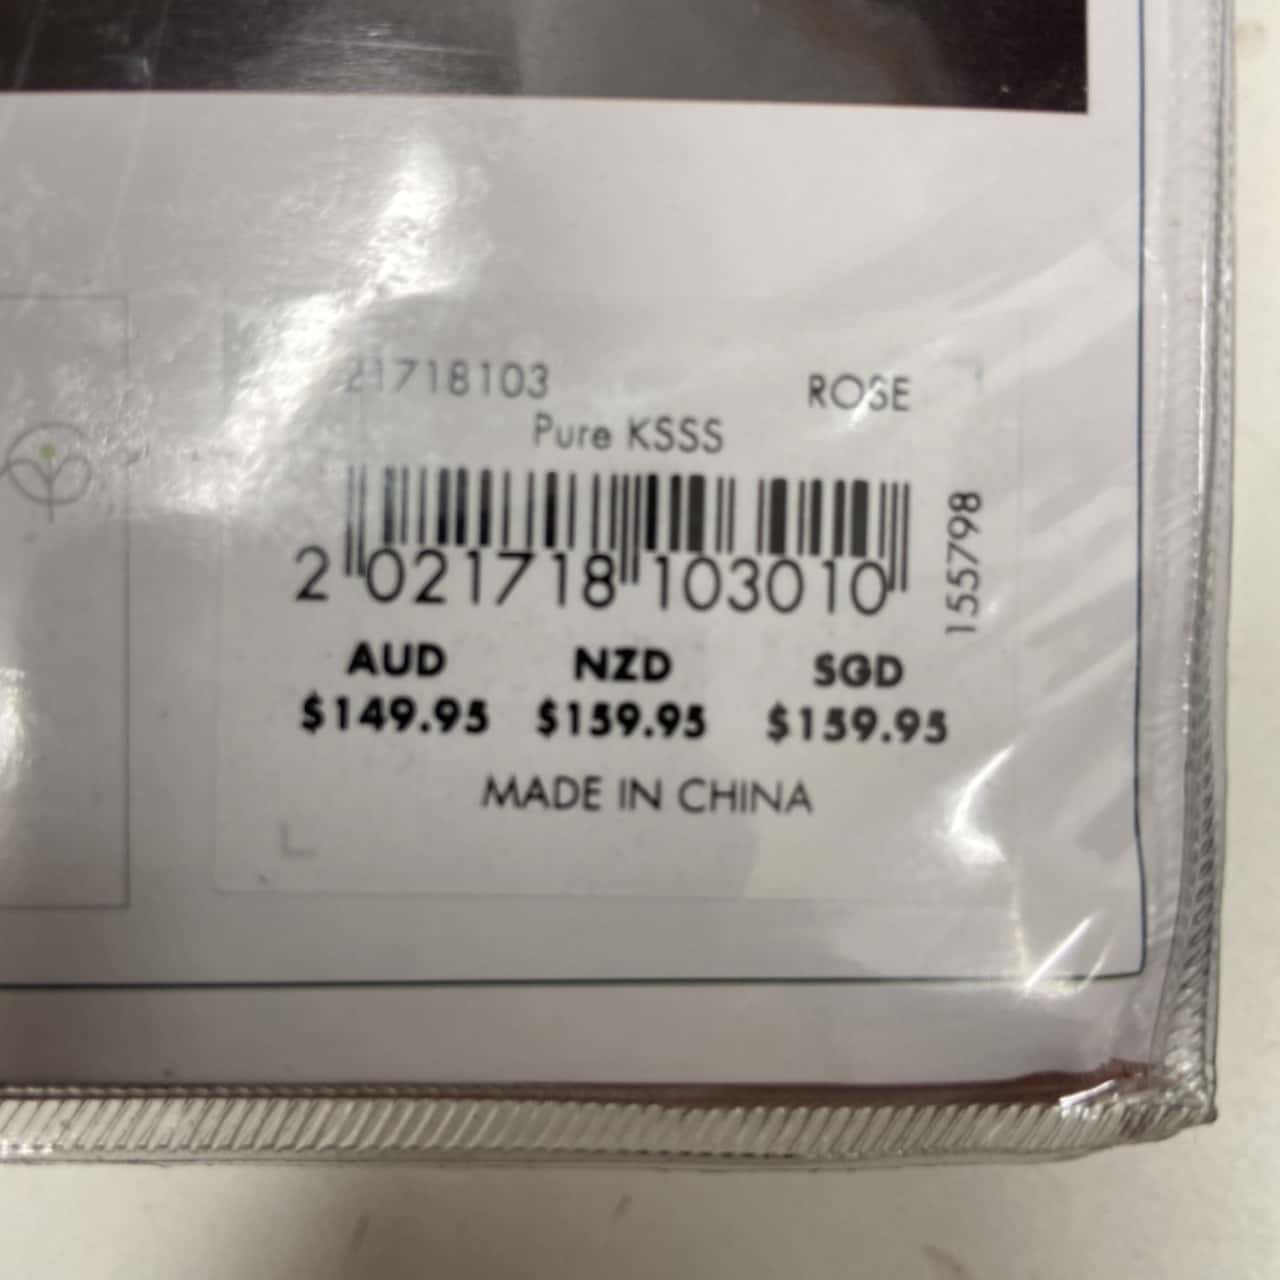 21718103 ROSE
Pure KSSS
2 021718 103010
155798
AUD NZD SGD
$149.95 $159.95 $159.95
MADE IN CHINA